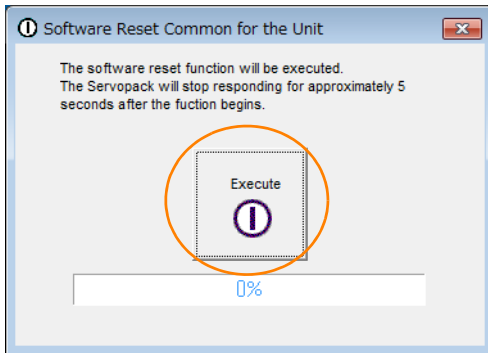 Software Reset Common for the Unit
The software reset function will be executed.
The Servopack will stop responding for approximately 5
seconds after the fuction begins.
Execute
0%